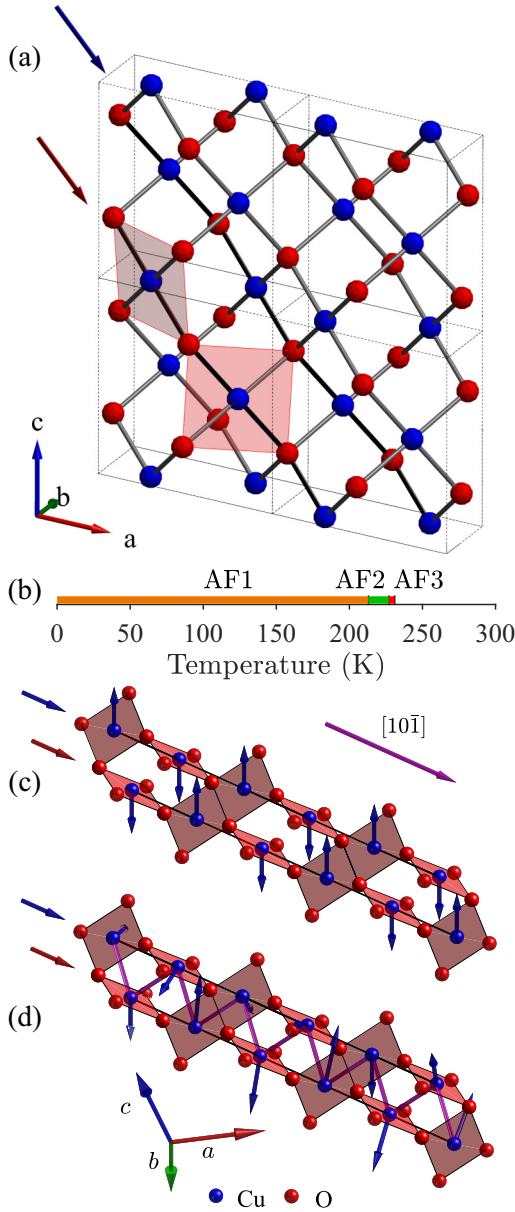 (a)
c
b
a
(b)
AF1 AF2 AF3
0 50 100 150 200 250 300
Temperature (K)
[101̄]
(c)
(d)
c
b
a
Cu O